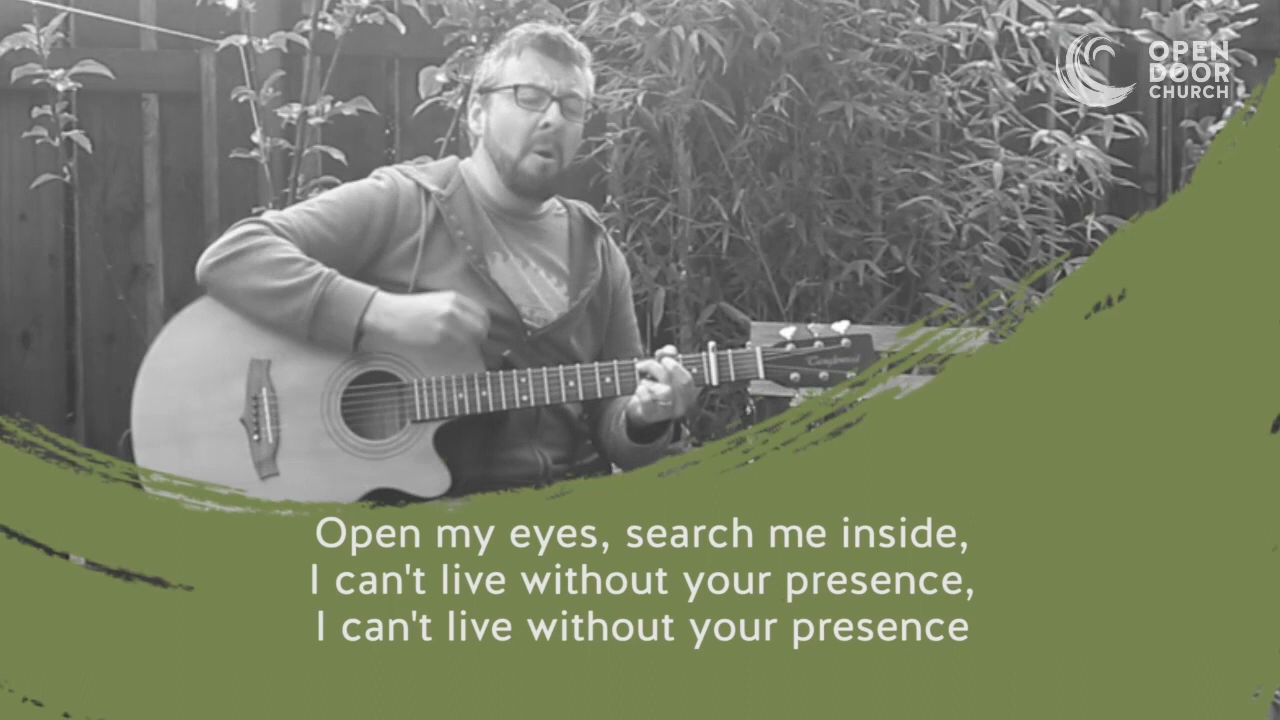 OPEN
DOOR
CHURCH
Tanglewood
Open my eyes, search me inside,
I can't live without your presence,
I can't live without your presence